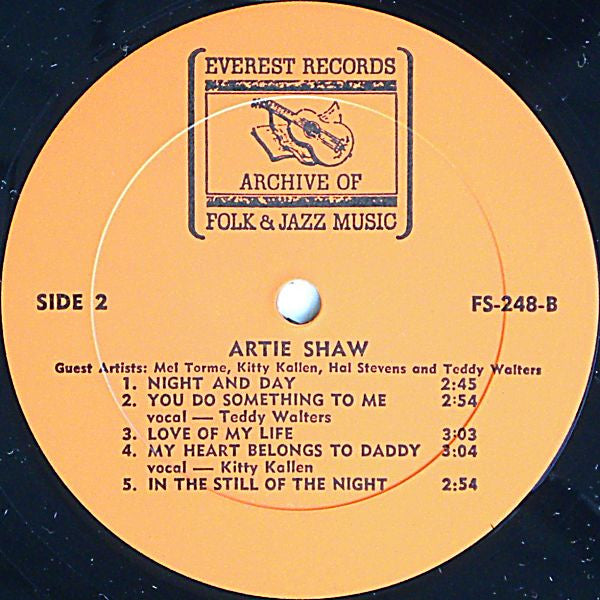 EVEREST RECORDS
ARCHIVE OF
FOLK & JAZZ MUSIC
SIDE 2
FS-248-B
ARTIE SHAW
Guest Artists: Mel Torme, Kitty Kallen, Hal Stevens and Teddy Walters
1. NIGHT AND DAY 2:45
2. YOU DO SOMETHING TO ME 2:54
vocal — Teddy Walters
3. LOVE OF MY LIFE 3:03
4. MY HEART BELONGS TO DADDY 3:04
vocal — Kitty Kallen
5. IN THE STILL OF THE NIGHT 2:54